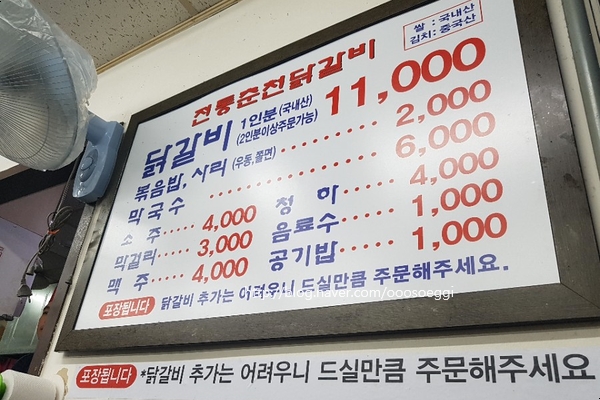 쌀 : 국내산
김치 : 중국산
전통춘천닭갈비
닭갈비 1인분(국내산) (2인분이상주문가능) 11,000
볶음밥, 사리 (우동,쫄면) 2,000
막국수 6,000
소 주 4,000 청 하 4,000
막걸리 3,000 음료수 1,000
맥 주 4,000 공기밥 1,000
포장됩니다 닭갈비 추가는 어려우니 드실만큼 주문해주세요.
http://blog.naver.com/ooosoeggi
포장됩니다 *닭갈비 추가는 어려우니 드실만큼 주문해주세요